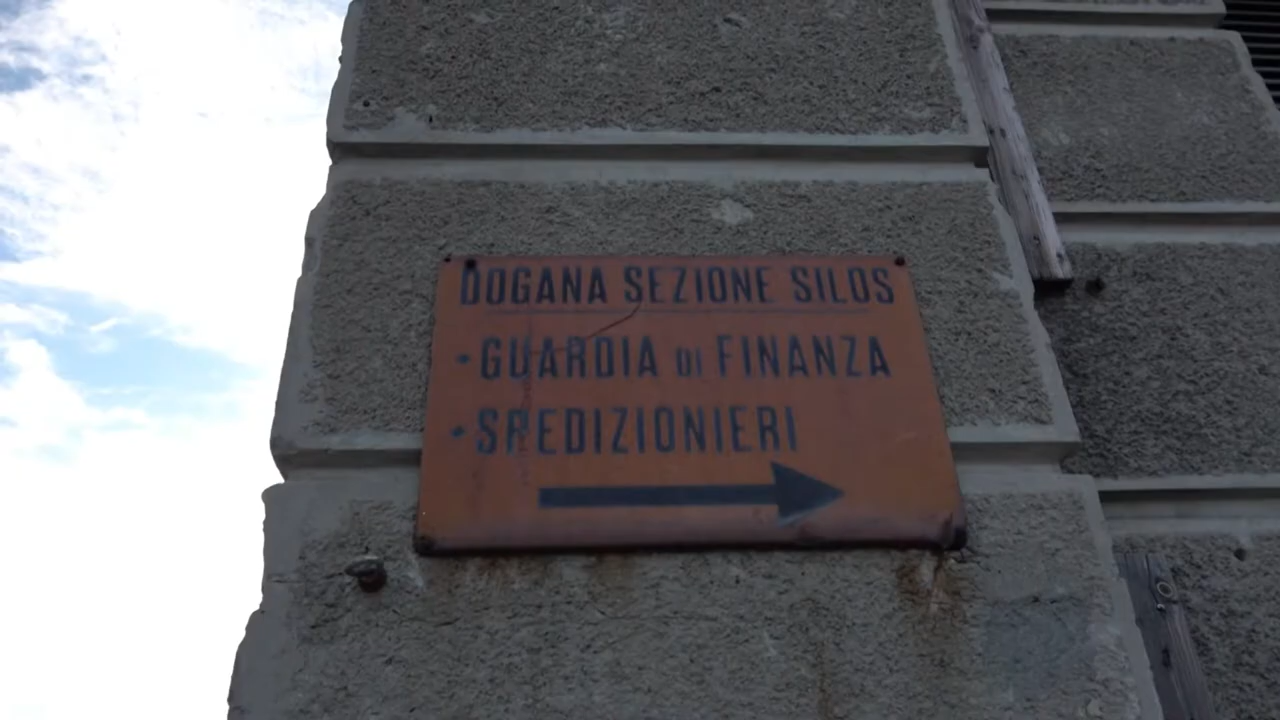 DOGANA SEZIONE SILOS
• GUARDIA DI FINANZA
• SPEDIZIONIERI